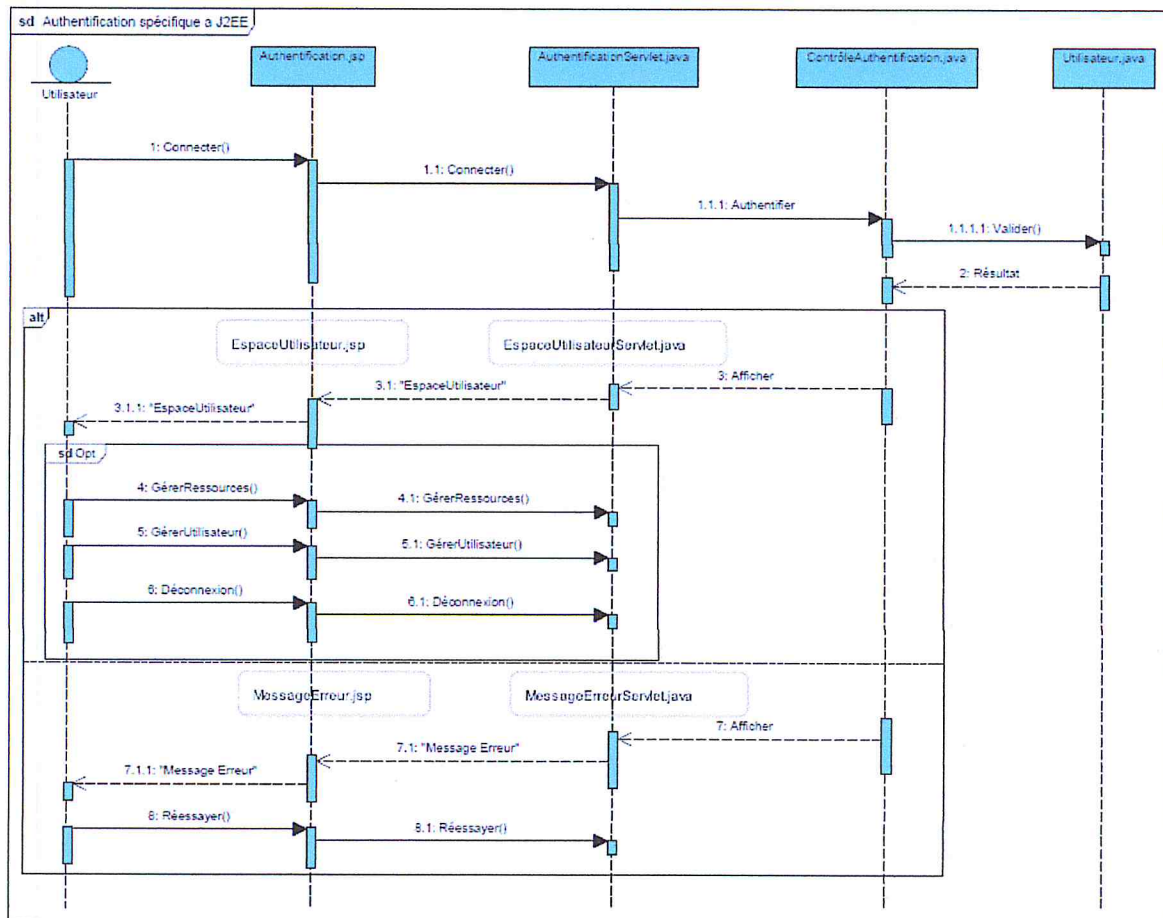 sd Authentification spécifique a J2EE
Utilisateur
Authentification.jsp
AuthentificationServlet.java
ContrôleAuthentification.java
Utilisateur.java
1: Connecter()
1.1: Connecter()
1.1.1: Authentifier
1.1.1.1: Valider()
2: Résultat
alt
EspaceUtilisateur.jsp
EspaceUtilisateurServlet.java
3: Afficher
3.1: "EspaceUtilisateur"
3.1.1: "EspaceUtilisateur"
sd Opt
4: GérerRessources()
4.1: GérerRessources()
5: GérerUtilisateur()
5.1: GérerUtilisateur()
6: Déconnexion()
6.1: Déconnexion()
MessageErreur.jsp
MessageErreurServlet.java
7: Afficher
7.1: "Message Erreur"
7.1.1: "Message Erreur"
8: Réessayer()
8.1: Réessayer()